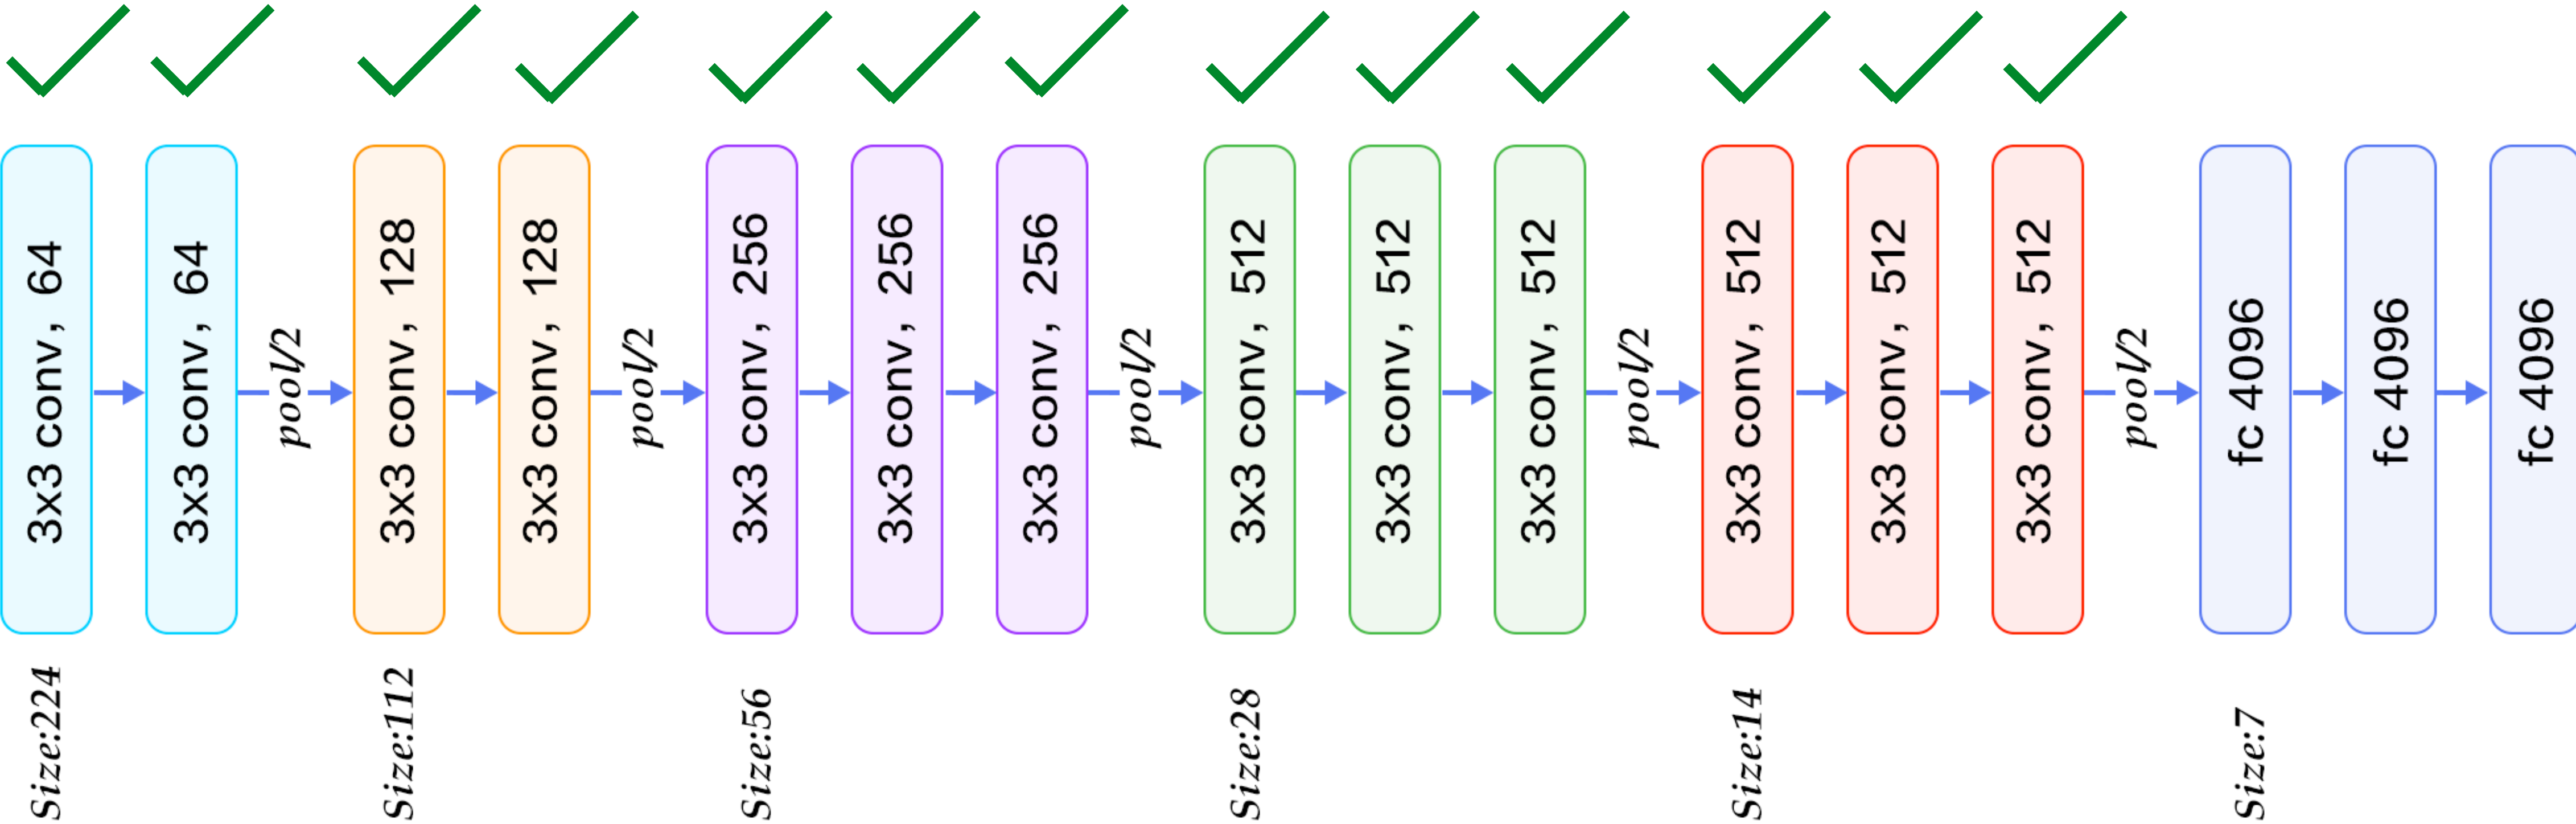 3x3 conv, 64
3x3 conv, 64
pool/2
3x3 conv, 128
3x3 conv, 128
pool/2
3x3 conv, 256
3x3 conv, 256
3x3 conv, 256
pool/2
3x3 conv, 512
3x3 conv, 512
3x3 conv, 512
pool/2
3x3 conv, 512
3x3 conv, 512
3x3 conv, 512
pool/2
fc 4096
fc 4096
fc 4096
Size:224
Size:112
Size:56
Size:28
Size:14
Size:7